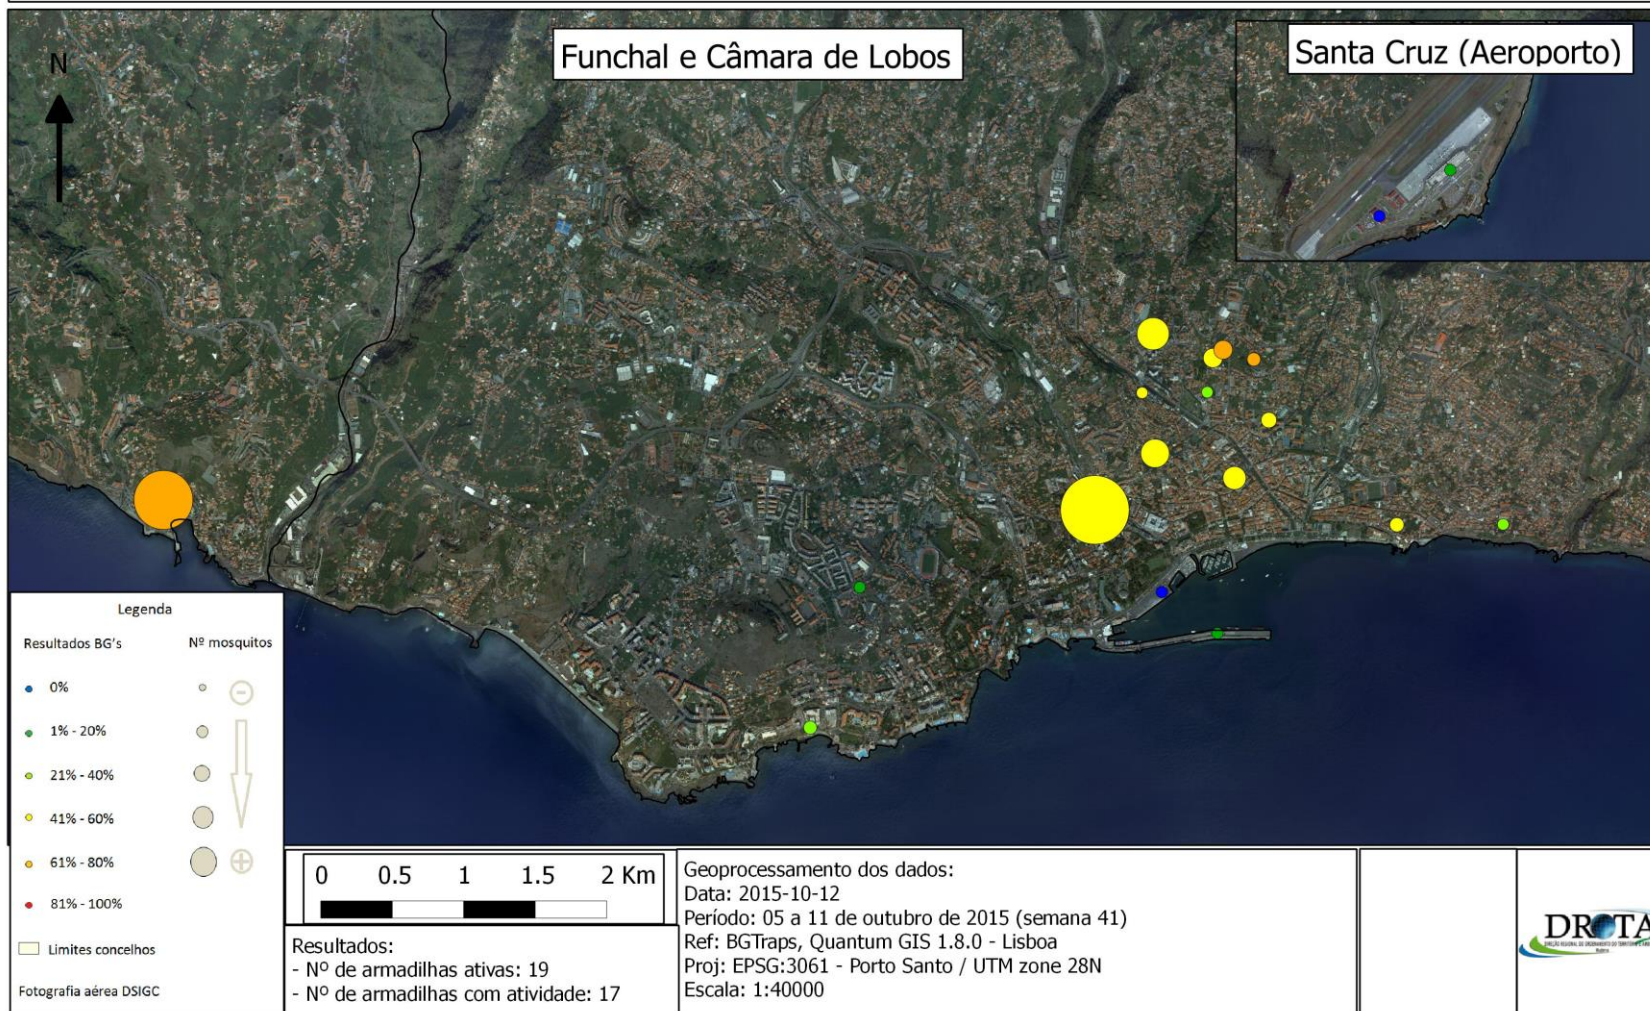 Funchal e Câmara de Lobos
Santa Cruz (Aeroporto)
N
Legenda
Resultados BG's
Nº mosquitos
0%
1% - 20%
21% - 40%
41% - 60%
61% - 80%
81% - 100%
Limites concelhos
Fotografia aérea DSIGC
0 0.5 1 1.5 2 Km
Resultados:
- Nº de armadilhas ativas: 19
- Nº de armadilhas com atividade: 17
Geoprocessamento dos dados:
Data: 2015-10-12
Período: 05 a 11 de outubro de 2015 (semana 41)
Ref: BGTraps, Quantum GIS 1.8.0 - Lisboa
Proj: EPSG:3061 - Porto Santo / UTM zone 28N
Escala: 1:40000
DROTA